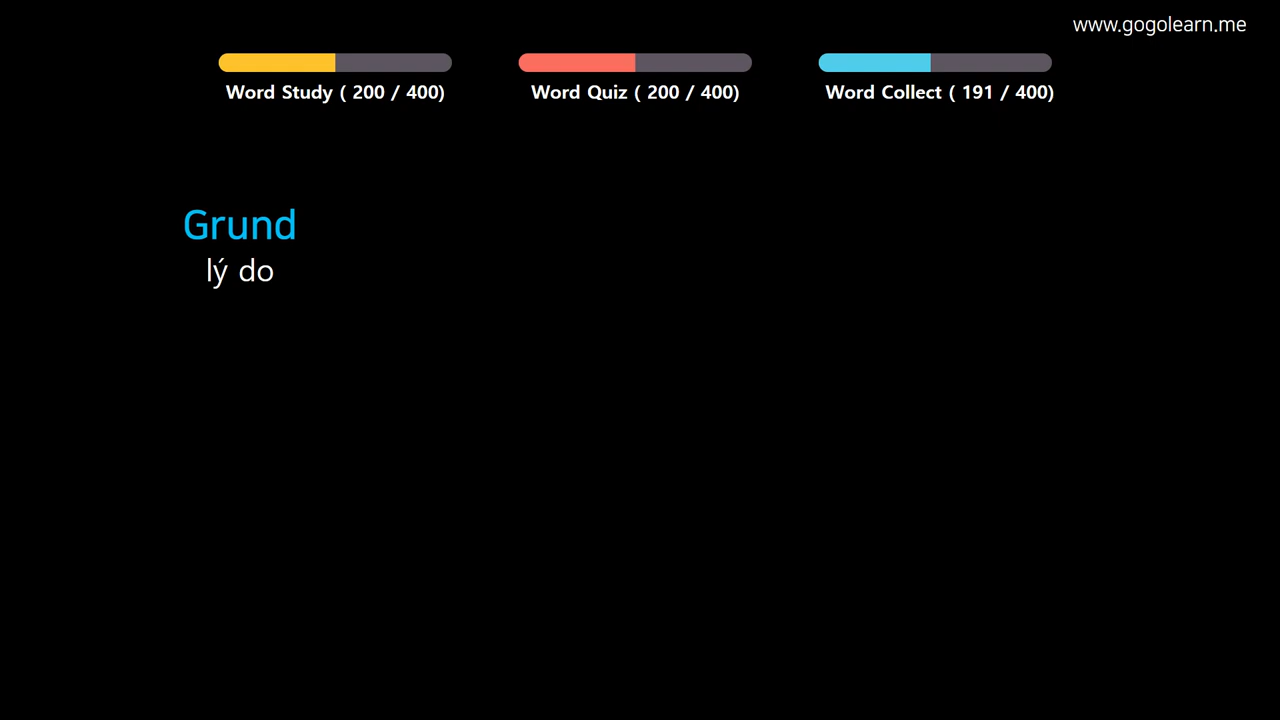 www.gogolearn.me
Word Study ( 200 / 400)
Word Quiz ( 200 / 400)
Word Collect ( 191 / 400)
Grund
lý do